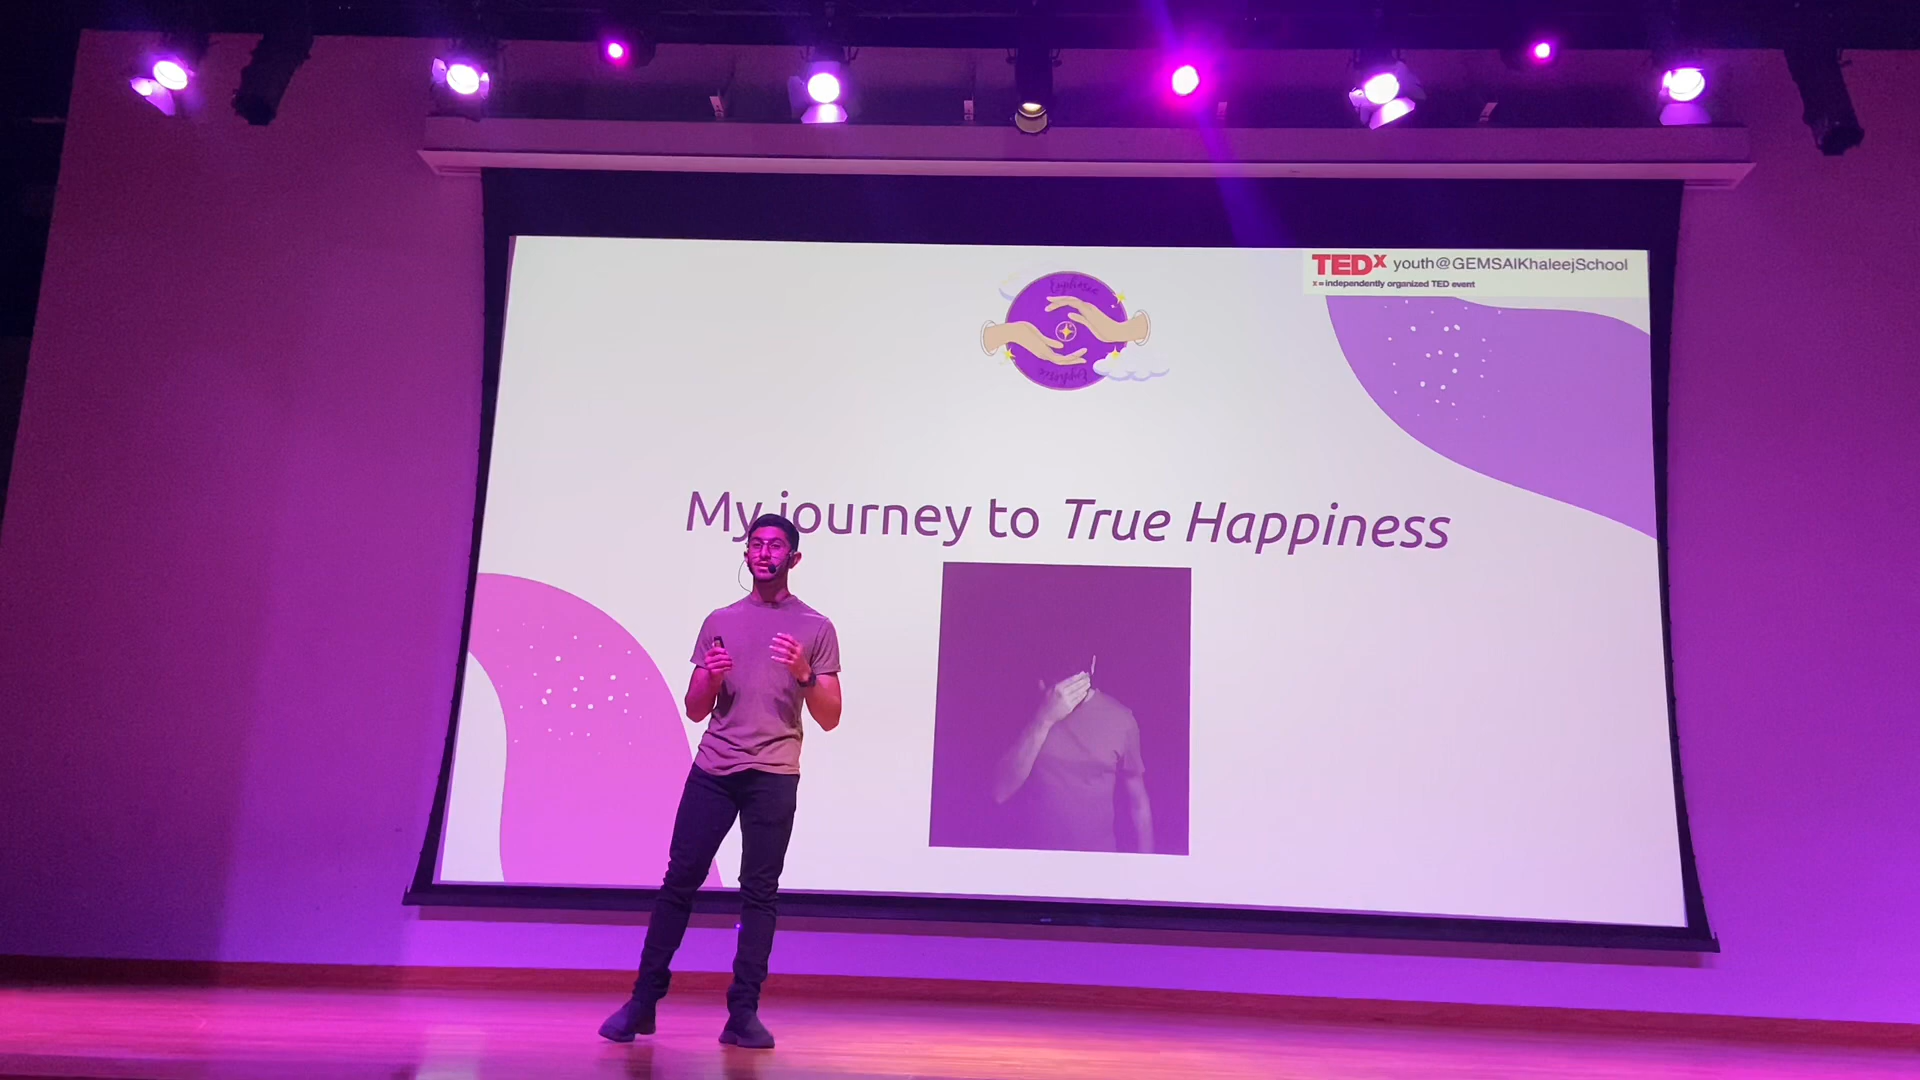 TEDx youth@GEMSAlKhaleejSchool
x = independently organized TED event
My journey to True Happiness